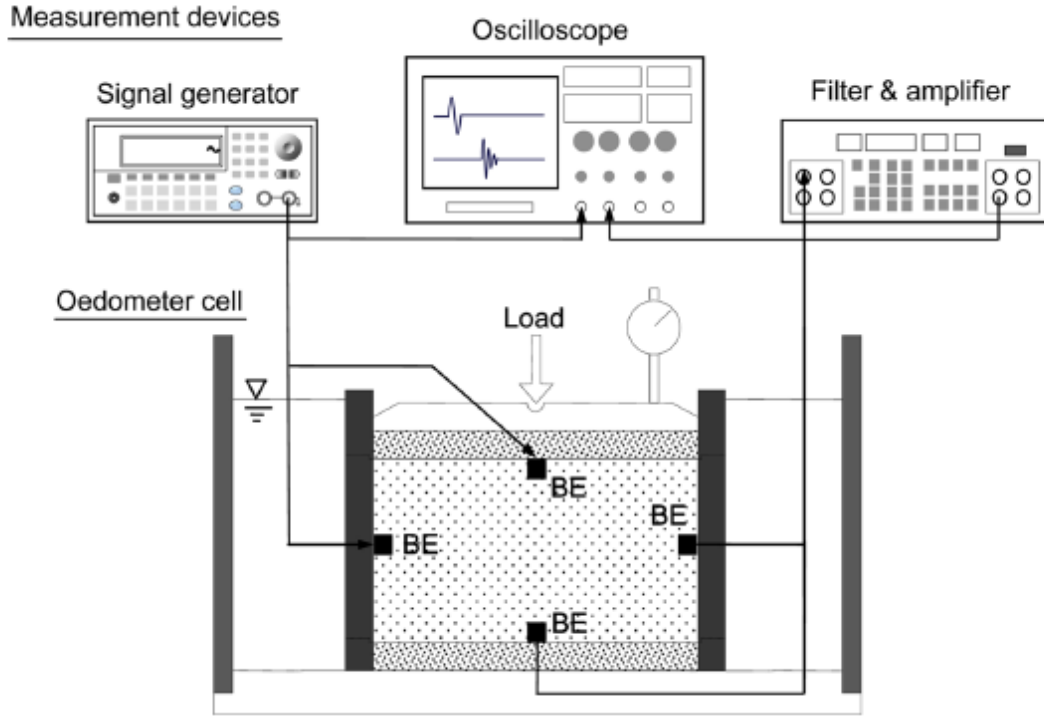 Measurement devices
Oscilloscope
Signal generator
Filter & amplifier
Oedometer cell
Load
BE
BE
BE
BE